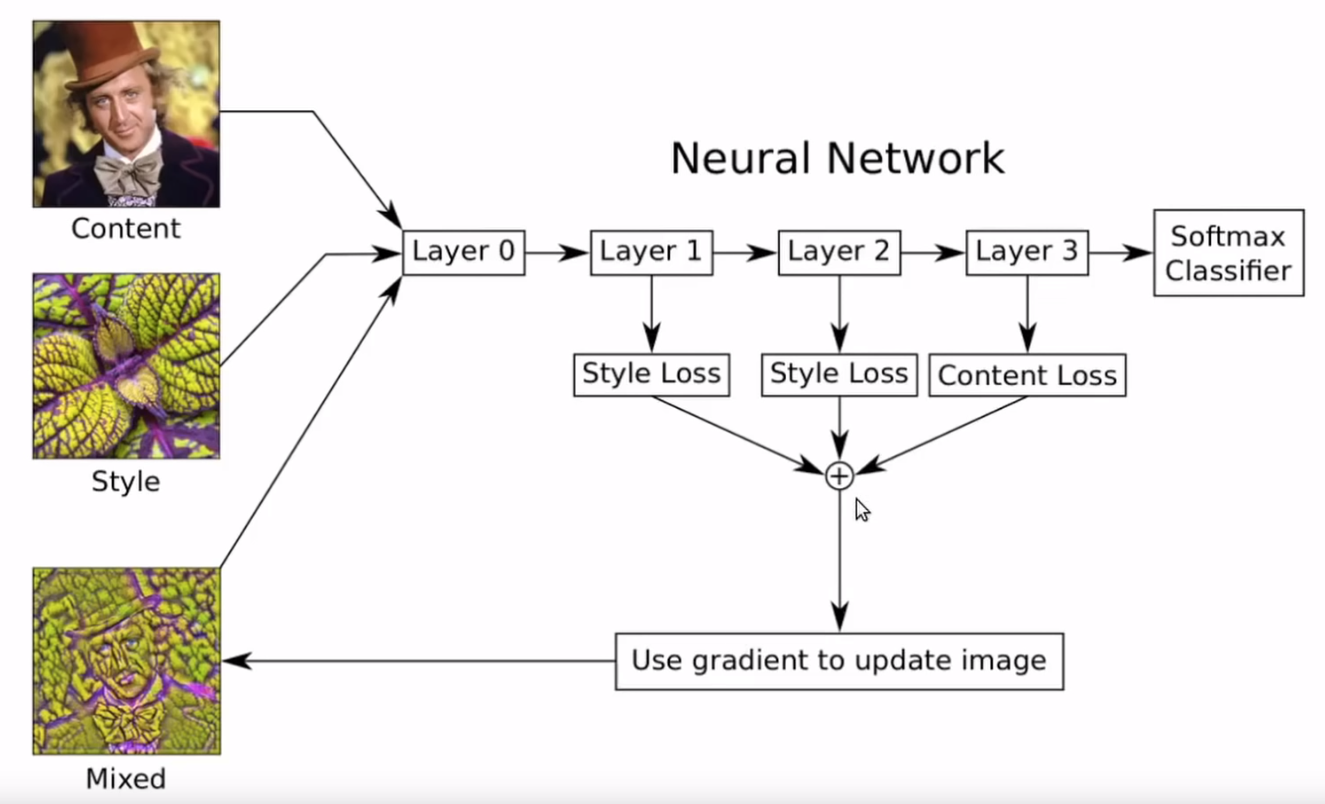 Neural Network
Content
Layer 0
Layer 1
Layer 2
Layer 3
Softmax
Classifier
Style Loss
Style Loss
Content Loss
Style
+
Use gradient to update image
Mixed